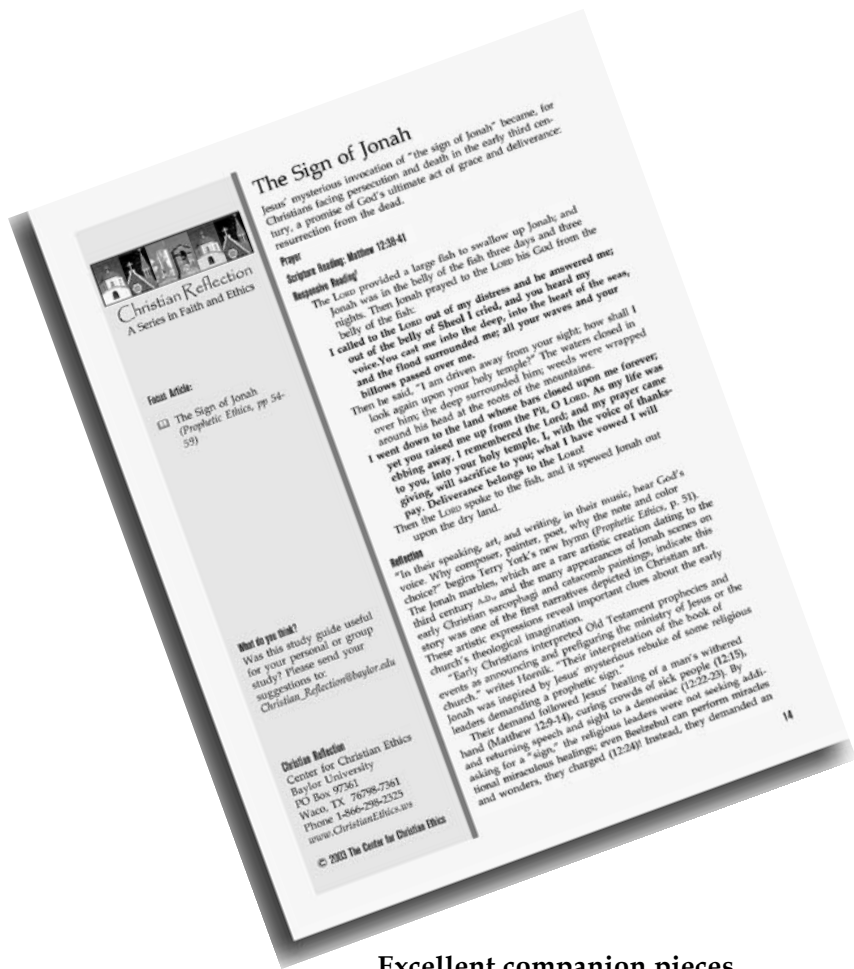 The Sign of Jonah
Jesus' mysterious invocation of "the sign of Jonah" became, for
Christians facing persecution and death in the early third cen-
tury, a promise of God's ultimate act of grace and deliverance:
resurrection from the dead.
Prayer
Scripture Reading: Matthew 12:38-41
Responsive Reading†
The LORD provided a large fish to swallow up Jonah; and
Jonah was in the belly of the fish three days and three
nights. Then Jonah prayed to the LORD his God from the
belly of the fish:
I called to the LORD out of my distress and he answered me;
out of the belly of Sheol I cried, and you heard my
voice.You cast me into the deep, into the heart of the seas,
and the flood surrounded me; all your waves and your
billows passed over me.
Then he said, "I am driven away from your sight; how shall I
look again upon your holy temple?" The waters closed in
over him; the deep surrounded him; weeds were wrapped
around his head at the roots of the mountains.
I went down to the land whose bars closed upon me forever;
yet you raised me up from the Pit, O LORD. As my life was
ebbing away, I remembered the Lord; and my prayer came
to you, into your holy temple. I, with the voice of thanks-
giving, will sacrifice to you; what I have vowed I will
pay. Deliverance belongs to the LORD!
Then the LORD spoke to the fish, and it spewed Jonah out
upon the dry land.
Reflection
"In their speaking, art, and writing, in their music, hear God's
voice. Why composer, painter, poet, why the note and color
choice?" begins Terry York's new hymn (Prophetic Ethics, p. 51).
The Jonah marbles, which are a rare artistic creation dating to the
third century A.D., and the many appearances of Jonah scenes on
early Christian sarcophagi and catacomb paintings, indicate this
story was one of the first narratives depicted in Christian art.
These artistic expressions reveal important clues about the early
church's theological imagination.
"Early Christians interpreted Old Testament prophecies and
events as announcing and prefiguring the ministry of Jesus or the
church," writes Hornik. "Their interpretation of the book of
Jonah was inspired by Jesus' mysterious rebuke of some religious
leaders demanding a prophetic sign."
Their demand followed Jesus' healing of a man's withered
hand (Matthew 12:9-14), curing crowds of sick people (12:15),
and returning speech and sight to a demoniac (12:22-23). By
asking for a "sign," the religious leaders were not seeking addi-
tional miraculous healings; even Beelzebul can perform miracles
and wonders, they charged (12:24)! Instead, they demanded an
14
Christian Reflection
A Series in Faith and Ethics
Focus Article:
The Sign of Jonah
(Prophetic Ethics, pp 54-
59)
What do you think?
Was this study guide useful
for your personal or group
study? Please send your
suggestions to:
Christian_Reflection@baylor.edu
Christian Reflection
Center for Christian Ethics
Baylor University
PO Box 97361
Waco, TX 76798-7361
Phone 1-866-298-2325
www.ChristianEthics.ws
© 2003 The Center for Christian Ethics
Excellent companion pieces